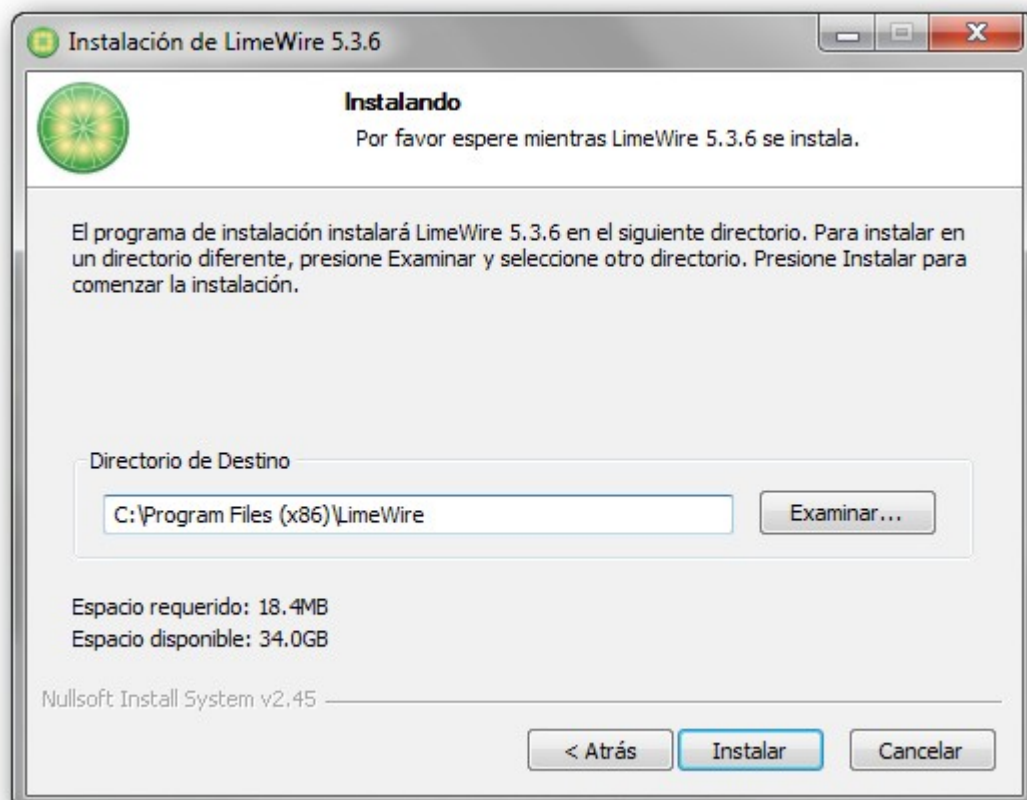 Instalación de LimeWire 5.3.6
Instalando
Por favor espere mientras LimeWire 5.3.6 se instala.
El programa de instalación instalará LimeWire 5.3.6 en el siguiente directorio. Para instalar en
un directorio diferente, presione Examinar y seleccione otro directorio. Presione Instalar para
comenzar la instalación.
Directorio de Destino
C:\Program Files (x86)\LimeWire
Examinar...
Espacio requerido: 18.4MB
Espacio disponible: 34.0GB
Nullsoft Install System v2.45
< Atrás
Instalar
Cancelar